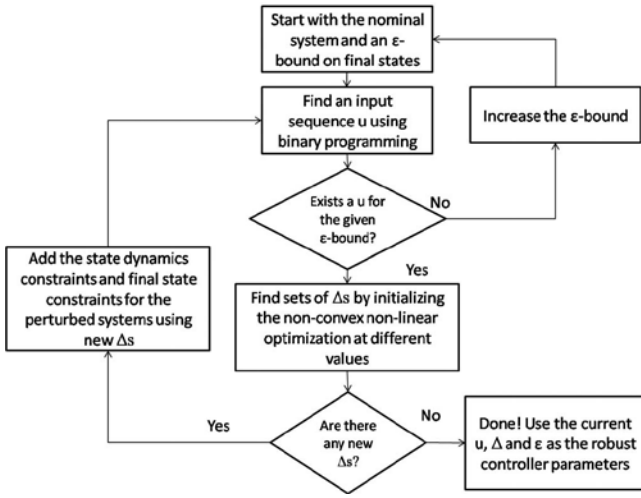 Start with the nominal
system and an ε-
bound on final states
Find an input
sequence u using
binary programming
Increase the ε-bound
Exists a u for
the given
ε-bound?
No
Yes
Add the state dynamics
constraints and final state
constraints for the
perturbed systems using
new Δs
Find sets of Δs by initializing
the non-convex non-linear
optimization at different
values
Yes
Are there
any new
Δs?
No
Done! Use the current
u, Δ and ε as the robust
controller parameters